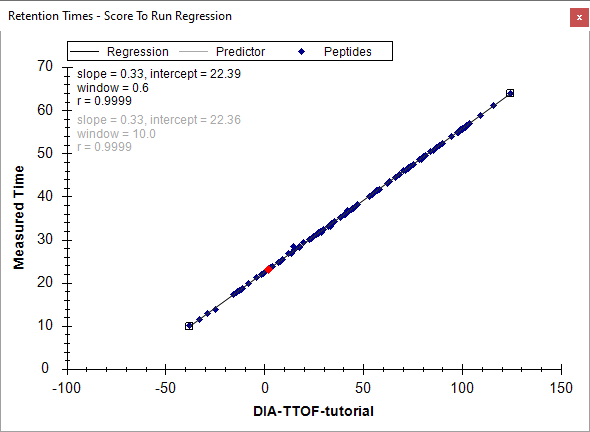 Retention Times - Score To Run Regression
x
Regression Predictor Peptides
slope = 0.33, intercept = 22.39
window = 0.6
r = 0.9999
slope = 0.33, intercept = 22.36
window = 10.0
r = 0.9999
Measured Time
70
60
50
40
30
20
10
0
-100 -50 0 50 100 150
DIA-TTOF-tutorial